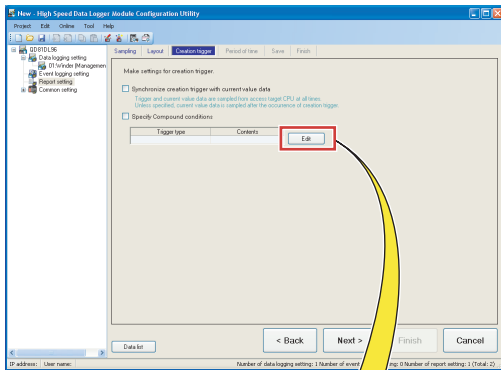 New - High Speed Data Logger Module Configuration Utility
Project Edit Online Tool Help
QD81DL96
Data logging setting
01:Winder (Managemen
Event logging setting
Report setting
Common setting
Sampling Layout Creation trigger Period of time Save Finish
Make settings for creation trigger.
Synchronize creation trigger with current value data
Trigger and current value data are sampled from access target CPU at all times.
Unless specified, current value data is sampled after the occurrence of creation trigger.
Specify Compound conditions
Trigger type Contents
Edit
Data list
< Back Next > Finish Cancel
IP address: User name: Number of data logging setting: 1 Number of event ng: 0 Number of report setting: 1 (Total: 2)